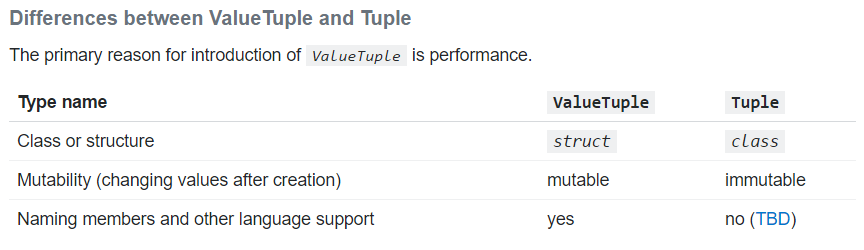 Differences between ValueTuple and Tuple
The primary reason for introduction of ValueTuple is performance.
Type name ValueTuple Tuple
Class or structure struct class
Mutability (changing values after creation) mutable immutable
Naming members and other language support yes no (TBD)